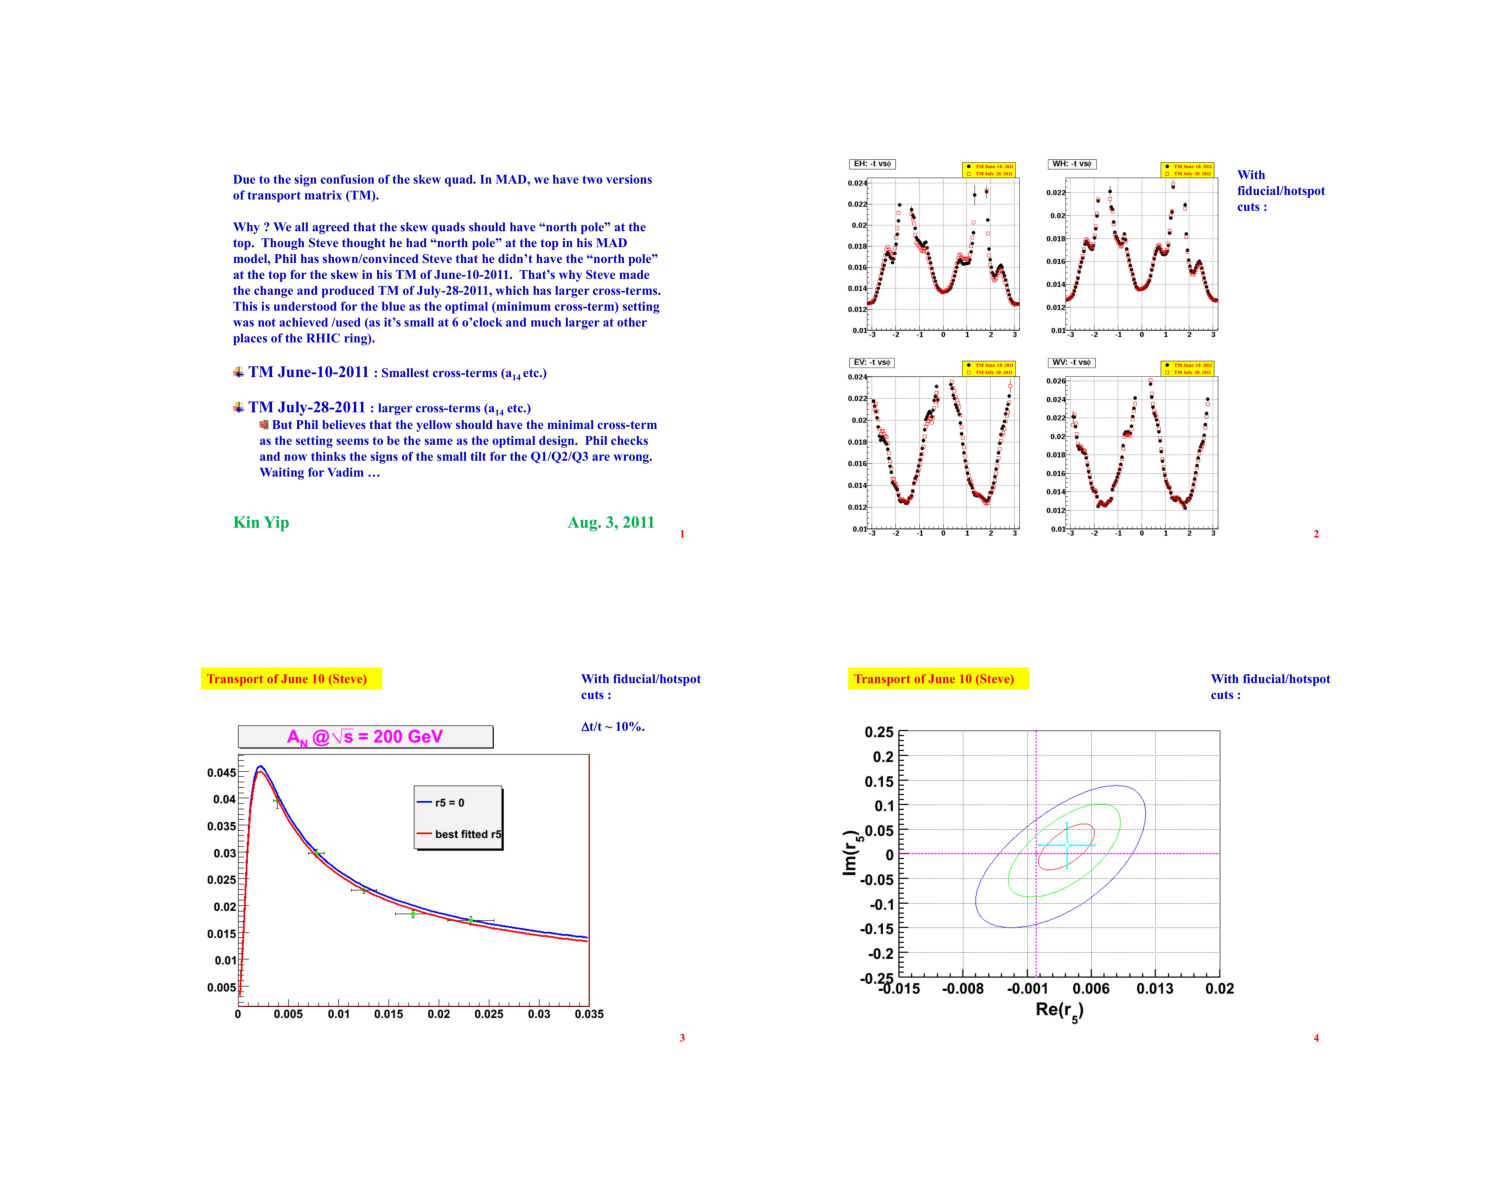 Due to the sign confusion of the skew quad. In MAD, we have two versions
of transport matrix (TM).
Why ? We all agreed that the skew quads should have “north pole” at the
top. Though Steve thought he had “north pole” at the top in his MAD
model, Phil has shown/convinced Steve that he didn’t have the “north pole”
at the top for the skew in his TM of June-10-2011. That’s why Steve made
the change and produced TM of July-28-2011, which has larger cross-terms.
This is understood for the blue as the optimal (minimum cross-term) setting
was not achieved /used (as it’s small at 6 o’clock and much larger at other
places of the RHIC ring).
TM June-10-2011 : Smallest cross-terms (a14 etc.)
TM July-28-2011 : larger cross-terms (a14 etc.)
But Phil believes that the yellow should have the minimal cross-term
as the setting seems to be the same as the optimal design. Phil checks
and now thinks the signs of the small tilt for the Q1/Q2/Q3 are wrong.
Waiting for Vadim …
Kin Yip Aug. 3, 2011
1
EH: -t vsφ
TM June-10-2011
TM July-28-2011
0.024
0.022
0.02
0.018
0.016
0.014
0.012
0.01
-3 -2 -1 0 1 2 3
WH: -t vsφ
TM June-10-2011
TM July-28-2011
0.022
0.02
0.018
0.016
0.014
0.012
0.01
-3 -2 -1 0 1 2 3
With
fiducial/hotspot
cuts :
EV: -t vsφ
TM June-10-2011
TM July-28-2011
0.024
0.022
0.02
0.018
0.016
0.014
0.012
0.01
-3 -2 -1 0 1 2 3
WV: -t vsφ
TM June-10-2011
TM July-28-2011
0.026
0.024
0.022
0.02
0.018
0.016
0.014
0.012
0.01
-3 -2 -1 0 1 2 3
2
Transport of June 10 (Steve)
With fiducial/hotspot
cuts :
Δt/t ~ 10%.
AN @√s = 200 GeV
r5 = 0
best fitted r5
0.045
0.04
0.035
0.03
0.025
0.02
0.015
0.01
0.005
0 0.005 0.01 0.015 0.02 0.025 0.03 0.035
3
Transport of June 10 (Steve)
With fiducial/hotspot
cuts :
0.25
0.2
0.15
0.1
0.05
0
-0.05
-0.1
-0.15
-0.2
-0.25
Im(r5)
-0.015 -0.008 -0.001 0.006 0.013 0.02
Re(r5)
4